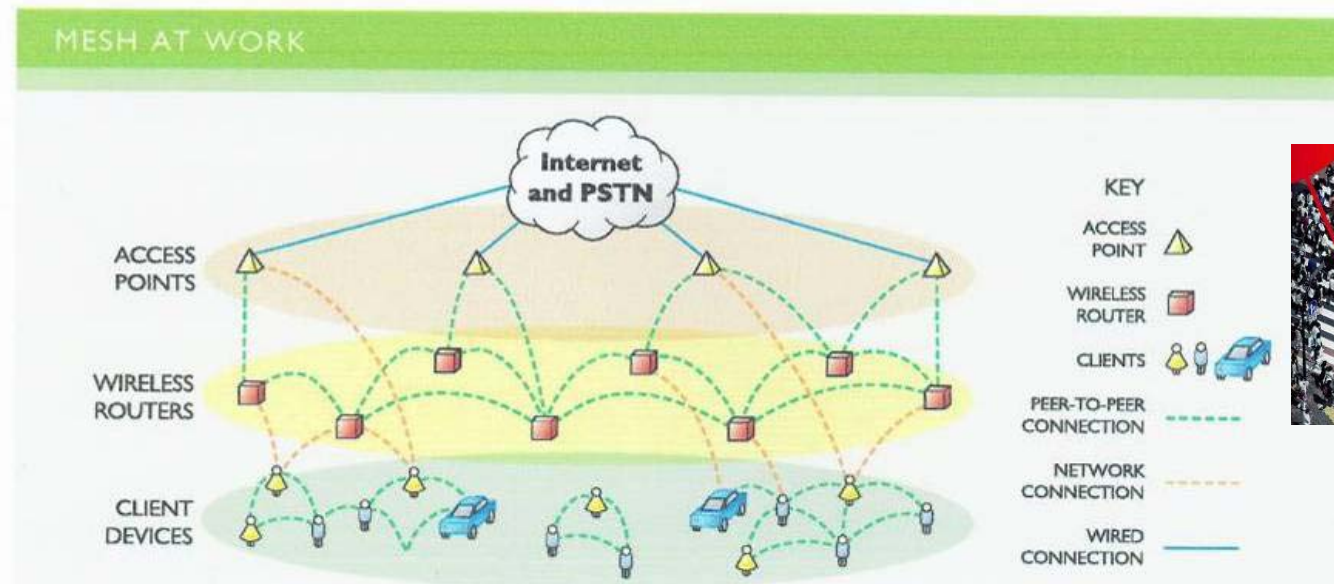 MESH AT WORK
Internet
and PSTN
ACCESS
POINTS
WIRELESS
ROUTERS
CLIENT
DEVICES
KEY
ACCESS
POINT
WIRELESS
ROUTER
CLIENTS
PEER-TO-PEER
CONNECTION
NETWORK
CONNECTION
WIRED
CONNECTION